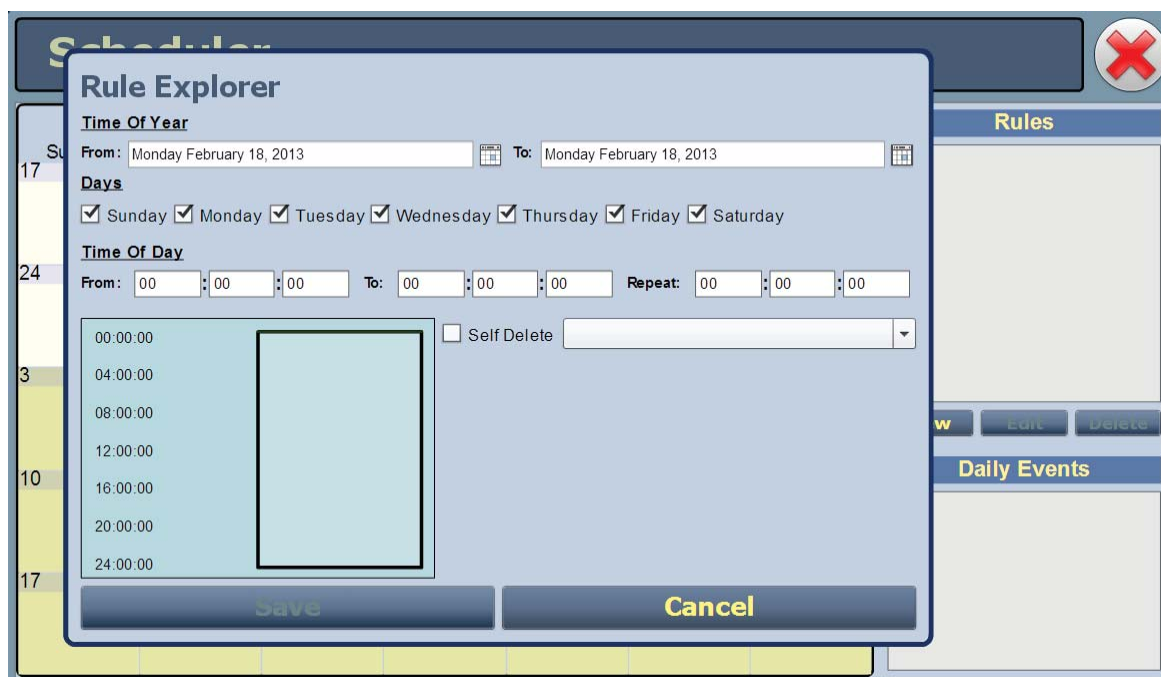 Scheduler
Rule Explorer
Time Of Year
From: Monday February 18, 2013 To: Monday February 18, 2013
Days
Sunday Monday Tuesday Wednesday Thursday Friday Saturday
Time Of Day
From: 00 : 00 : 00 To: 00 : 00 : 00 Repeat: 00 : 00 : 00
Self Delete
00:00:00
04:00:00
08:00:00
12:00:00
16:00:00
20:00:00
24:00:00
Save Cancel
Su
17
24
3
10
17
Rules
w Edit Delete
Daily Events